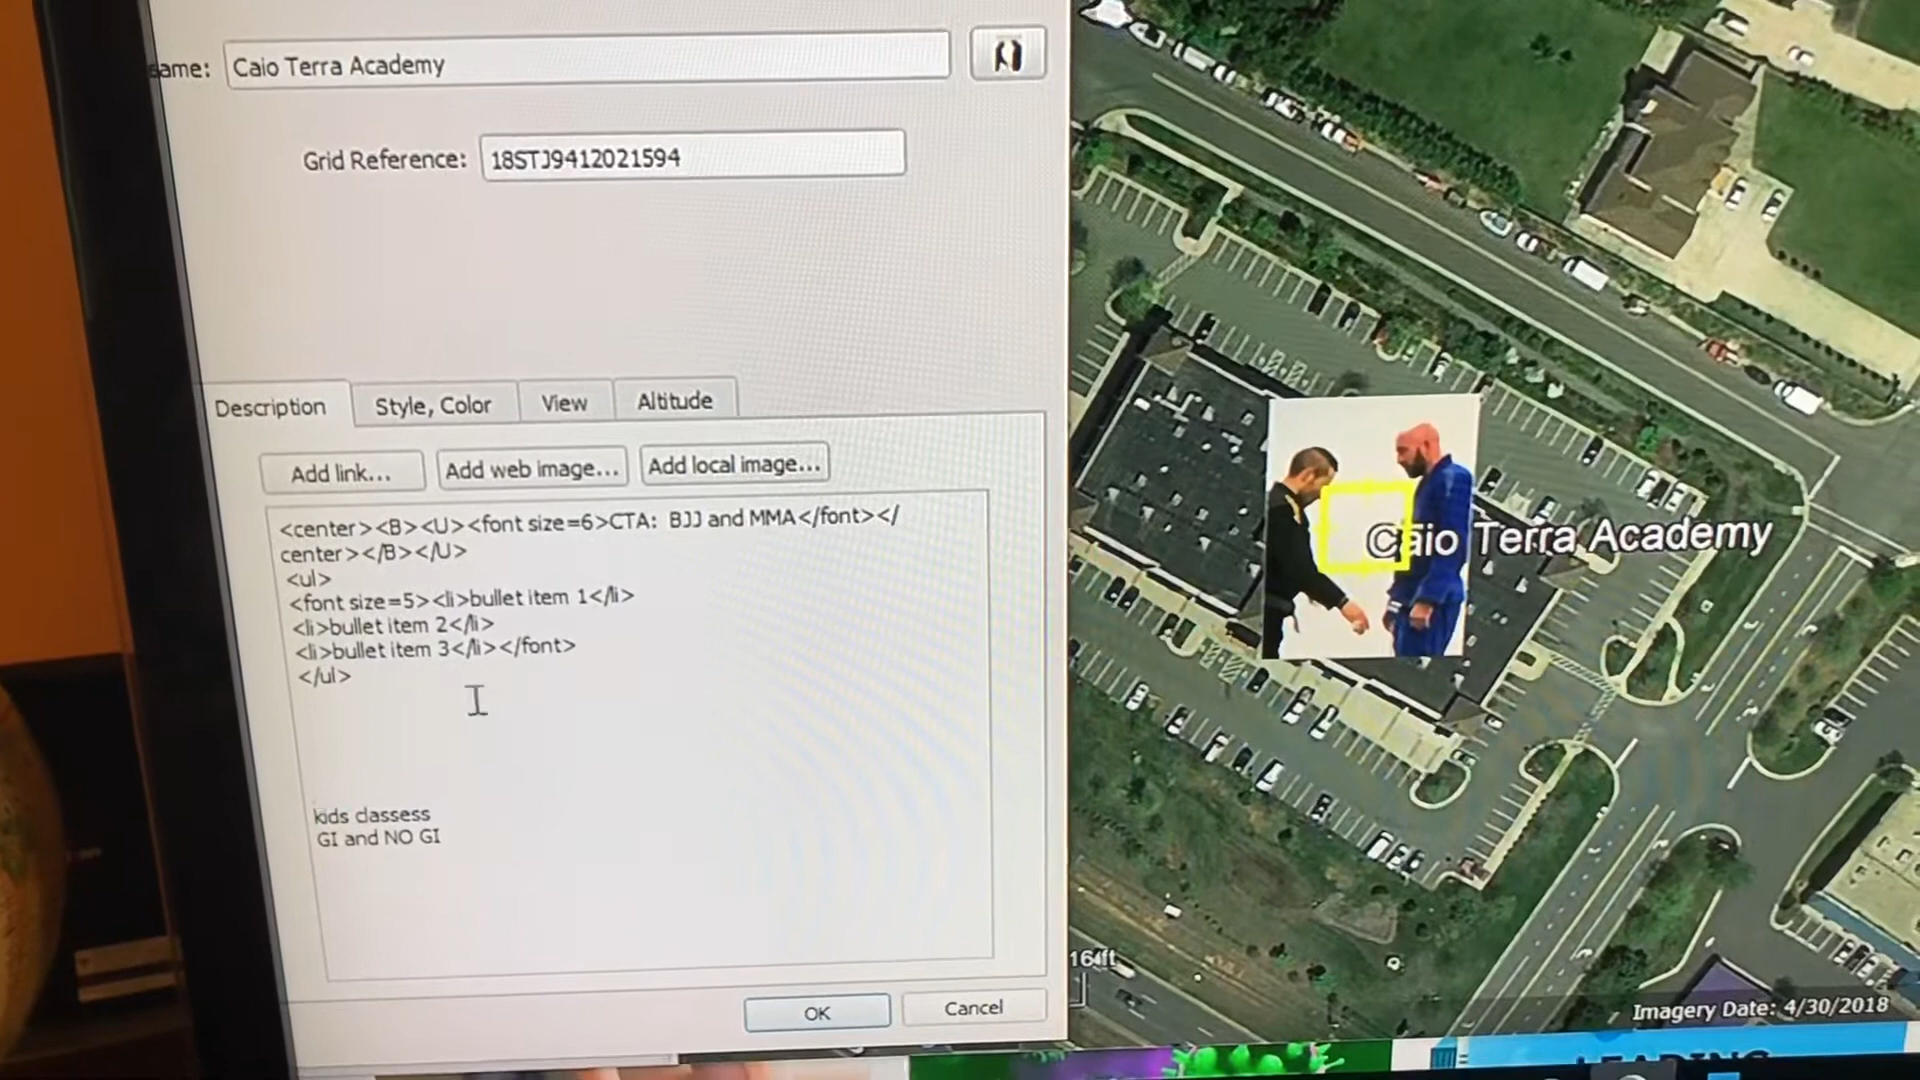 Name:
Caio Terra Academy
Grid Reference:
18STJ9412021594
Description
Style, Color
View
Altitude
Add link...
Add web image...
Add local image...
<center><B><U><font size=6>CTA:  BJJ and MMA</font></
center></B></U>
<ul>
<font size=5><li>bullet item 1</li>
<li>bullet item 2</li>
<li>bullet item 3</li></font>
</ul>
kids classess
GI and NO GI
OK
Cancel
Caio Terra Academy
164ft
Imagery Date: 4/30/2018
LEADING